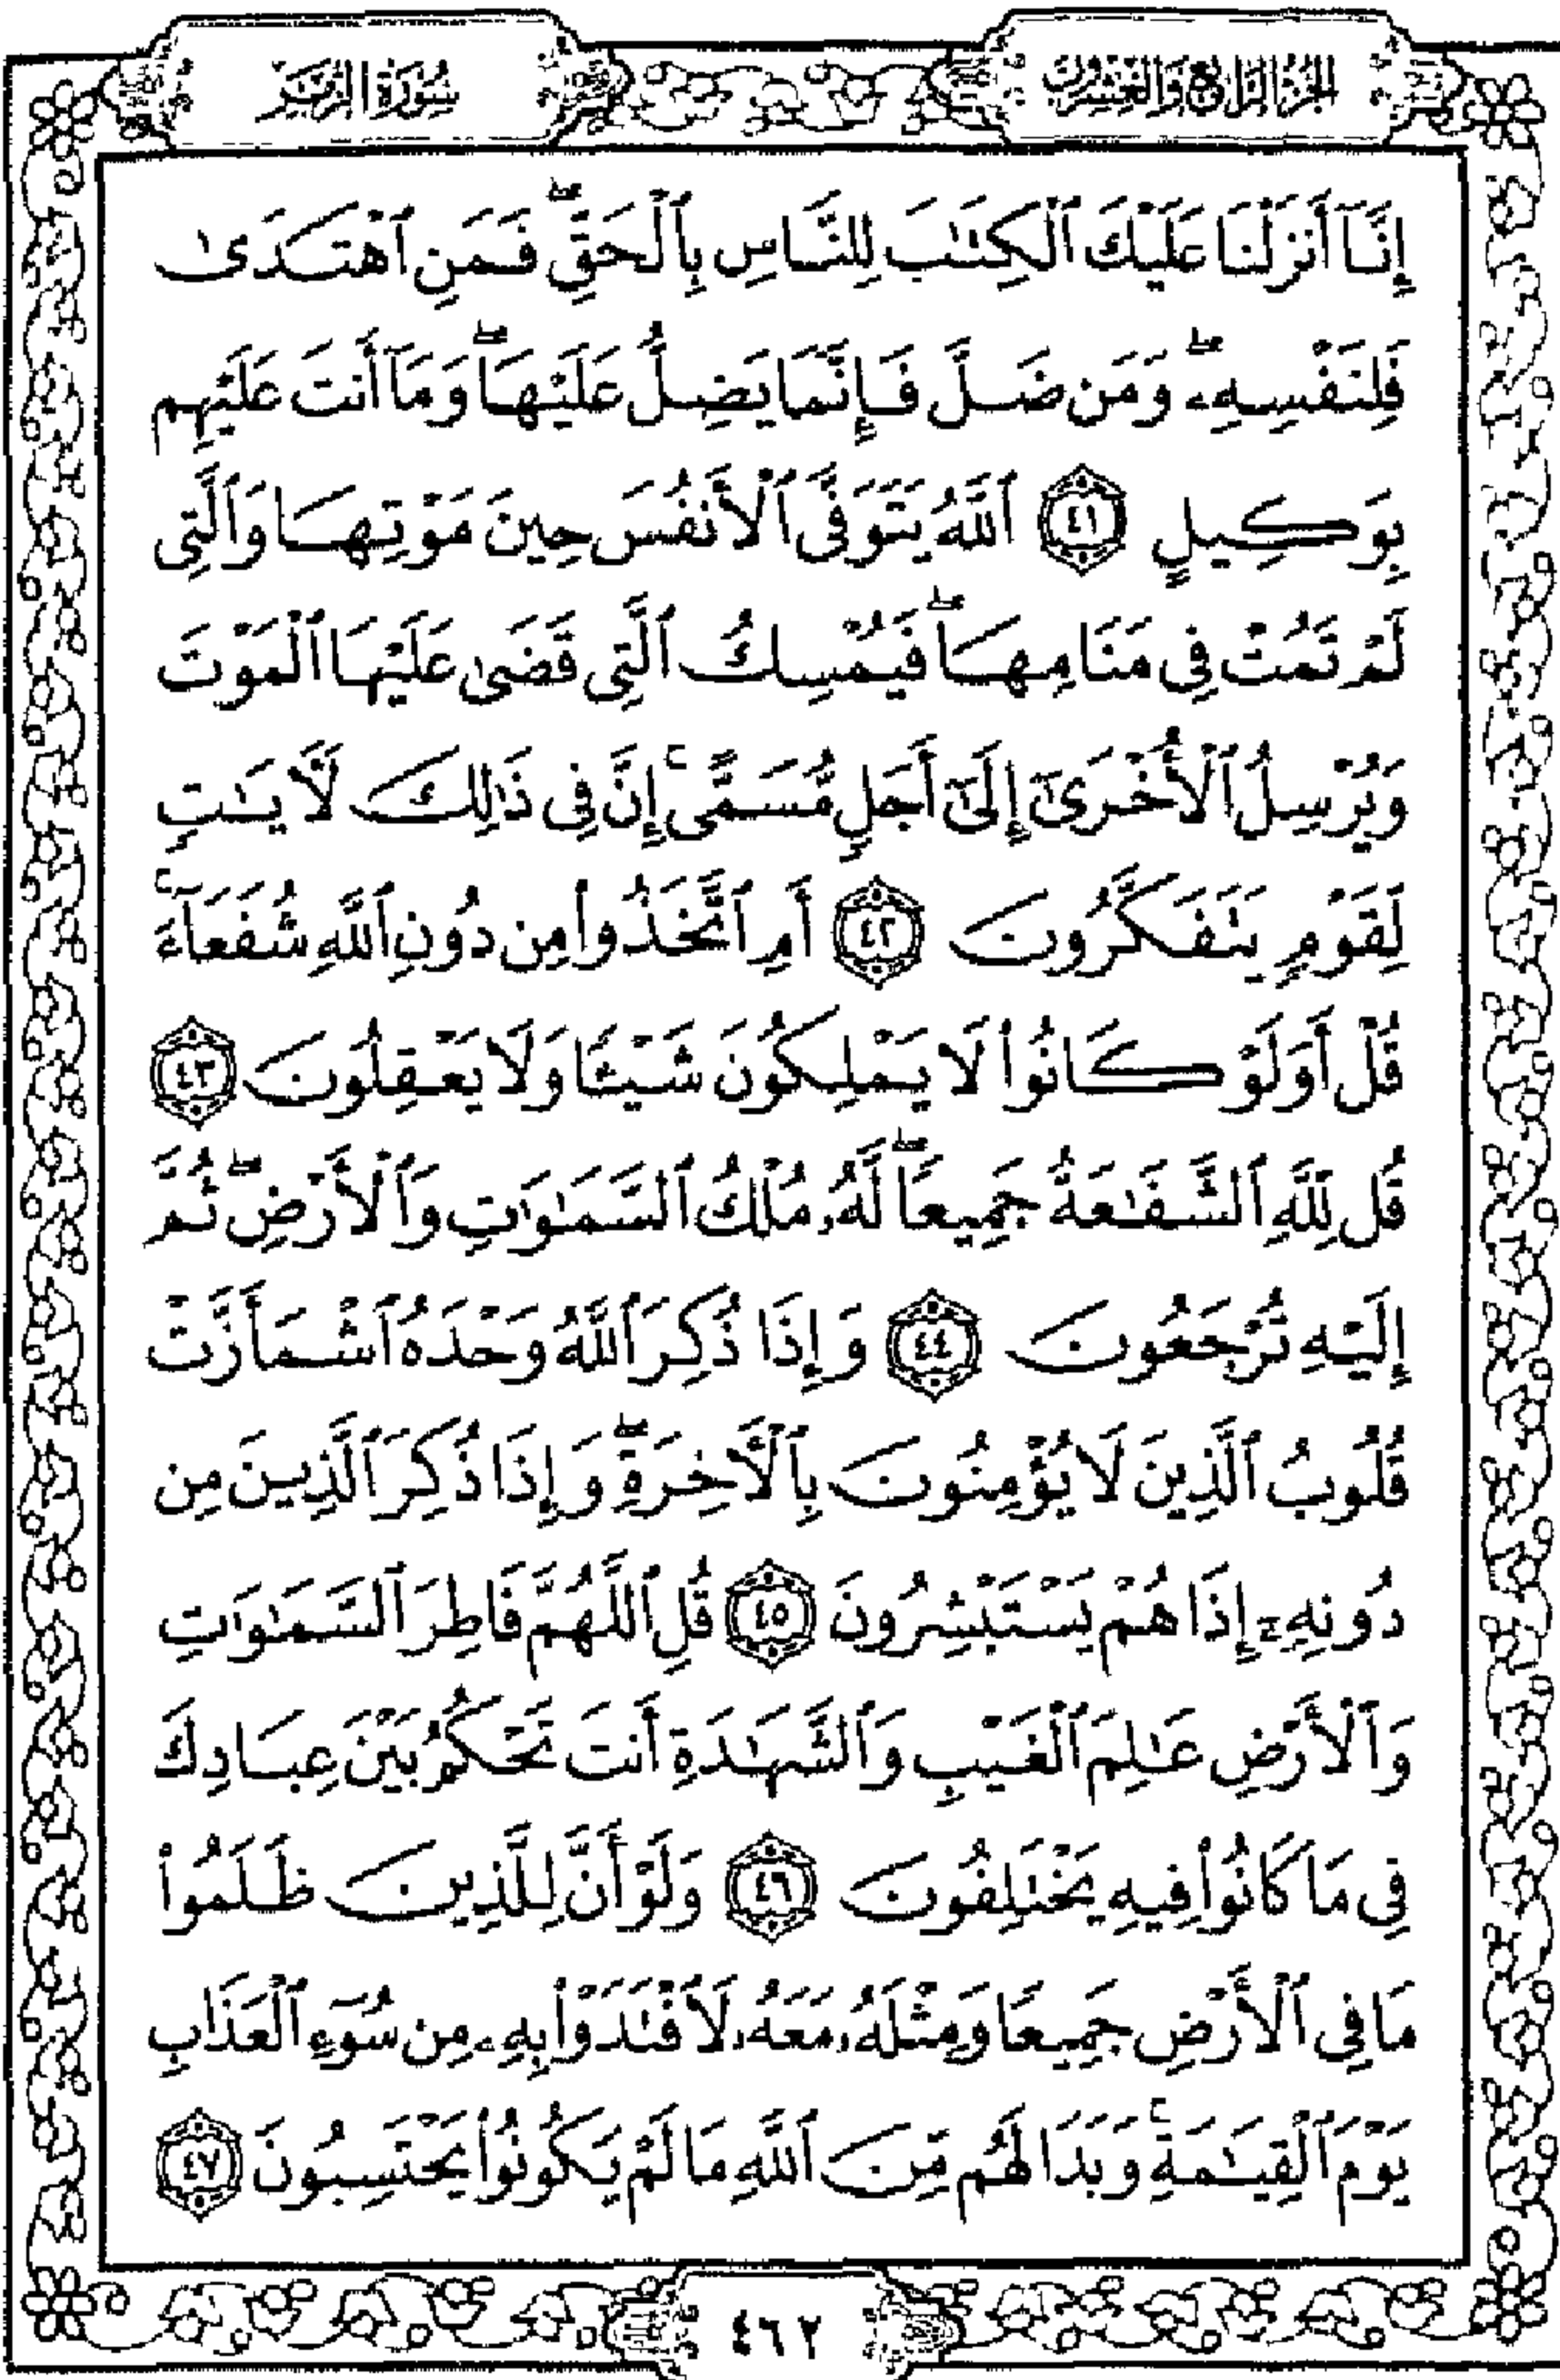 الجزء الرابع والعشرون
سورة الزمر
إِنَّآ أَنزَلْنَا عَلَيْكَ ٱلْكِتَٰبَ لِلنَّاسِ بِٱلْحَقِّ ۖ فَمَنِ ٱهْتَدَىٰ
فَلِنَفْسِهِۦ ۖ وَمَن ضَلَّ فَإِنَّمَا يَضِلُّ عَلَيْهَا ۖ وَمَآ أَنتَ عَلَيْهِم
بِوَكِيلٍ ٤١ ٱللَّهُ يَتَوَفَّى ٱلْأَنفُسَ حِينَ مَوْتِهَا وَٱلَّتِى
لَمْ تَمُتْ فِى مَنَامِهَا ۖ فَيُمْسِكُ ٱلَّتِى قَضَىٰ عَلَيْهَا ٱلْمَوْتَ
وَيُرْسِلُ ٱلْأُخْرَىٰٓ إِلَىٰٓ أَجَلٍ مُّسَمًّى ۚ إِنَّ فِى ذَٰلِكَ لَءَايَٰتٍ
لِّقَوْمٍ يَتَفَكَّرُونَ ٤٢ أَمِ ٱتَّخَذُوا۟ مِن دُونِ ٱللَّهِ شُفَعَآءَ ۚ
قُلْ أَوَلَوْ كَانُوا۟ لَا يَمْلِكُونَ شَيْـًٔا وَلَا يَعْقِلُونَ ٤٣
قُل لِّلَّهِ ٱلشَّفَٰعَةُ جَمِيعًا ۖ لَّهُۥ مُلْكُ ٱلسَّمَٰوَٰتِ وَٱلْأَرْضِ ۖ ثُمَّ
إِلَيْهِ تُرْجَعُونَ ٤٤ وَإِذَا ذُكِرَ ٱللَّهُ وَحْدَهُ ٱشْمَأَزَّتْ
قُلُوبُ ٱلَّذِينَ لَا يُؤْمِنُونَ بِٱلْءَاخِرَةِ ۖ وَإِذَا ذُكِرَ ٱلَّذِينَ مِن
دُونِهِۦٓ إِذَا هُمْ يَسْتَبْشِرُونَ ٤٥ قُلِ ٱللَّهُمَّ فَاطِرَ ٱلسَّمَٰوَٰتِ
وَٱلْأَرْضِ عَٰلِمَ ٱلْغَيْبِ وَٱلشَّهَٰدَةِ أَنتَ تَحْكُمُ بَيْنَ عِبَادِكَ
فِى مَا كَانُوا۟ فِيهِ يَخْتَلِفُونَ ٤٦ وَلَوْ أَنَّ لِلَّذِينَ ظَلَمُوا۟
مَا فِى ٱلْأَرْضِ جَمِيعًا وَمِثْلَهُۥ مَعَهُۥ لَٱفْتَدَوْا۟ بِهِۦ مِن سُوٓءِ ٱلْعَذَابِ
يَوْمَ ٱلْقِيَٰمَةِ ۚ وَبَدَا لَهُم مِّنَ ٱللَّهِ مَا لَمْ يَكُونُوا۟ يَحْتَسِبُونَ ٤٧
٤٦٢